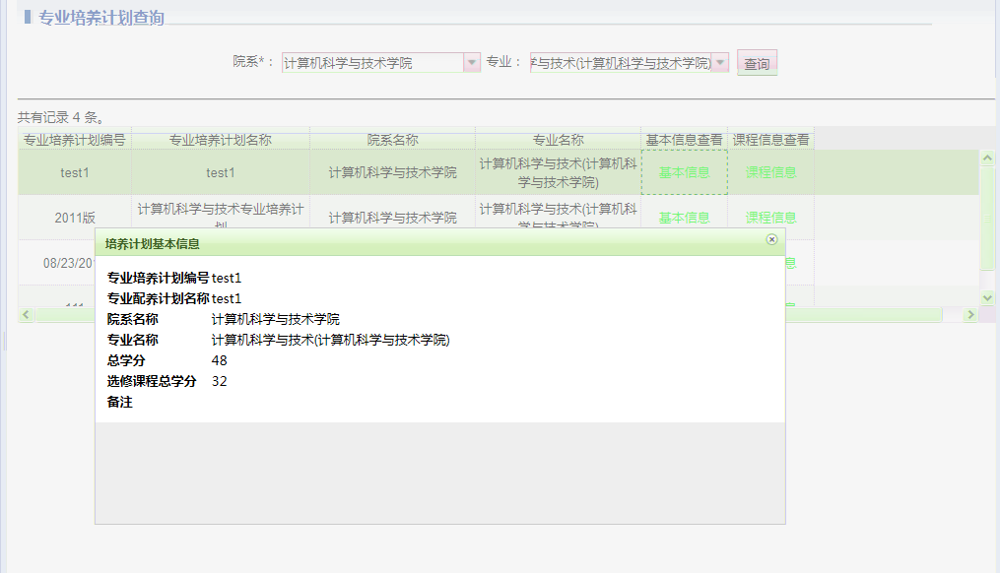 专业培养计划查询
院系*： 计算机科学与技术学院 专业： 学与技术(计算机科学与技术学院) 查询
共有记录 4 条。
专业培养计划编号 专业培养计划名称 院系名称 专业名称 基本信息查看 课程信息查看
test1 test1 计算机科学与技术学院 计算机科学与技术(计算机科学与技术学院) 基本信息 课程信息
2011版 计算机科学与技术专业培养计划 计算机科学与技术学院 计算机科学与技术(计算机科学与技术学院) 基本信息 课程信息
08/23/20 息
培养计划基本信息
专业培养计划编号 test1
专业配养计划名称 test1
院系名称 计算机科学与技术学院
专业名称 计算机科学与技术(计算机科学与技术学院)
总学分 48
选修课程总学分 32
备注